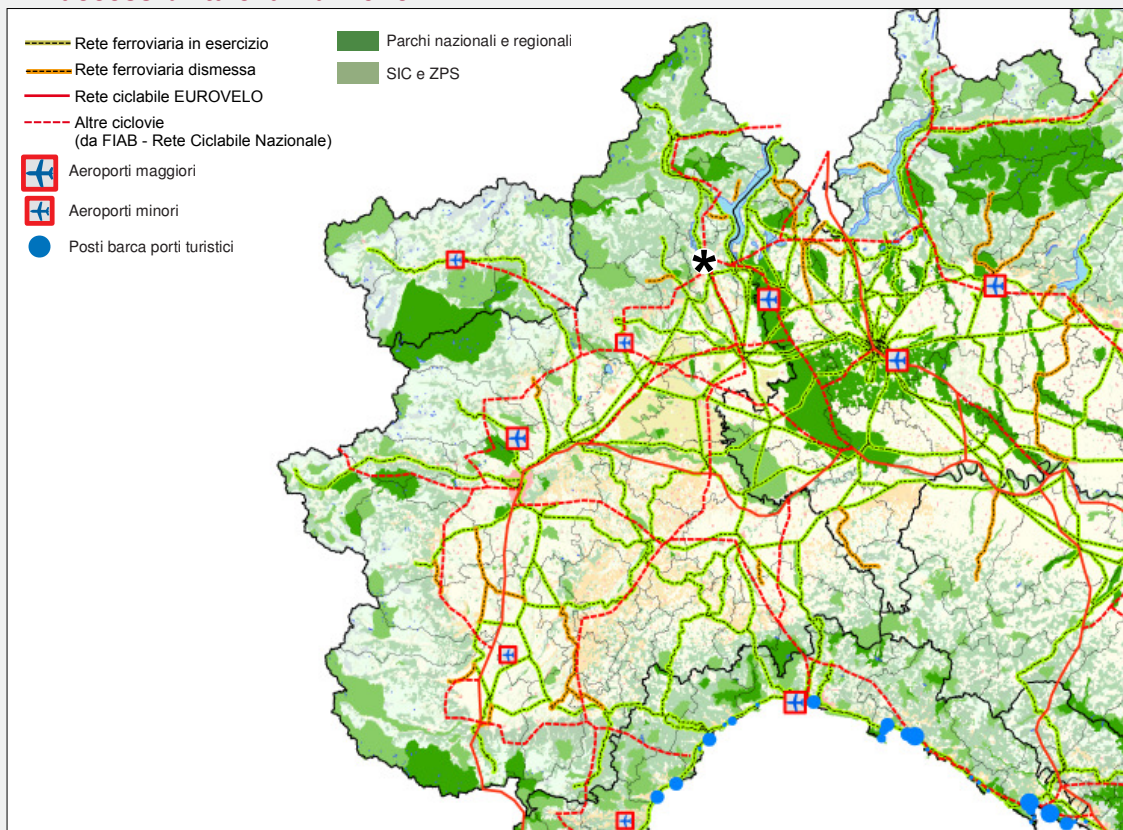 Rete ferroviaria in esercizio
Rete ferroviaria dismessa
Rete ciclabile EUROVELO
Altre ciclovie
(da FIAB - Rete Ciclabile Nazionale)
Aeroporti maggiori
Aeroporti minori
Posti barca porti turistici
Parchi nazionali e regionali
SIC e ZPS
*